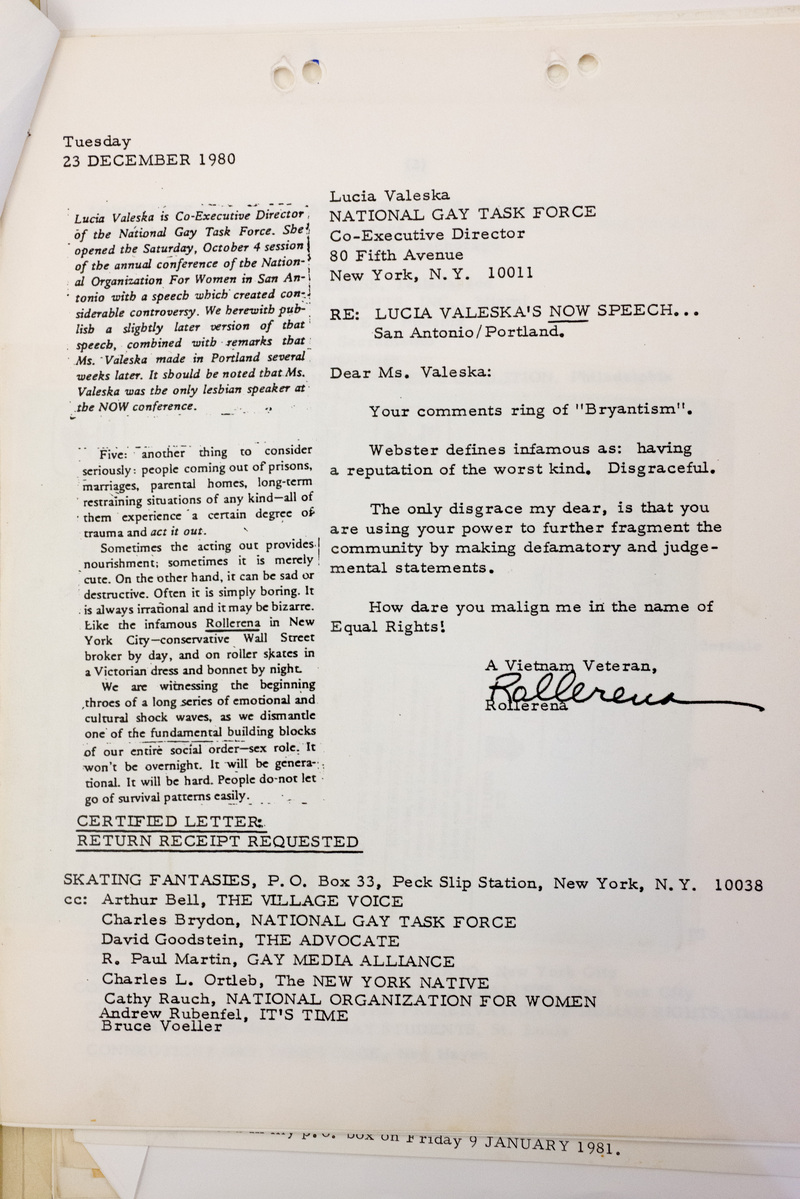 Tuesday
23 DECEMBER 1980
Lucia Valeska is Co-Executive Director
of the National Gay Task Force. She
opened the Saturday, October 4 session
of the annual conference of the Nation-
al Organization For Women in San An-
tonio with a speech which created con-
siderable controversy. We herewith pub-
lish a slightly later version of that
speech, combined with remarks that
Ms. Valeska made in Portland several
weeks later. It should be noted that Ms.
Valeska was the only lesbian speaker at
the NOW conference.
Five: another thing to consider
seriously: people coming out of prisons,
marriages, parental homes, long-term
restraining situations of any kind—all of
them experience a certain degree of
trauma and act it out.
Sometimes the acting out provides
nourishment; sometimes it is merely
cute. On the other hand, it can be sad or
destructive. Often it is simply boring. It
is always irrational and it may be bizarre.
Like the infamous Rollerena in New
York City—conservative Wall Street
broker by day, and on roller skates in
a Victorian dress and bonnet by night.
We are witnessing the beginning
throes of a long series of emotional and
cultural shock waves, as we dismantle
one of the fundamental building blocks
of our entire social order—sex role. It
won't be overnight. It will be genera-
tional. It will be hard. People do not let
go of survival patterns easily.
Lucia Valeska
NATIONAL GAY TASK FORCE
Co-Executive Director
80 Fifth Avenue
New York, N.Y. 10011
RE: LUCIA VALESKA'S NOW SPEECH...
San Antonio/Portland.
Dear Ms. Valeska:
Your comments ring of "Bryantism".
Webster defines infamous as: having
a reputation of the worst kind. Disgraceful.
The only disgrace my dear, is that you
are using your power to further fragment the
community by making defamatory and judge-
mental statements.
How dare you malign me in the name of
Equal Rights!
A Vietnam Veteran,
Rollerena
Rollerena
CERTIFIED LETTER:
RETURN RECEIPT REQUESTED
SKATING FANTASIES, P.O. Box 33, Peck Slip Station, New York, N.Y. 10038
cc: Arthur Bell, THE VILLAGE VOICE
Charles Brydon, NATIONAL GAY TASK FORCE
David Goodstein, THE ADVOCATE
R. Paul Martin, GAY MEDIA ALLIANCE
Charles L. Ortleb, The NEW YORK NATIVE
Cathy Rauch, NATIONAL ORGANIZATION FOR WOMEN
Andrew Rubenfel, IT'S TIME
Bruce Voeller
my P.O. Box on Friday 9 JANUARY 1981.